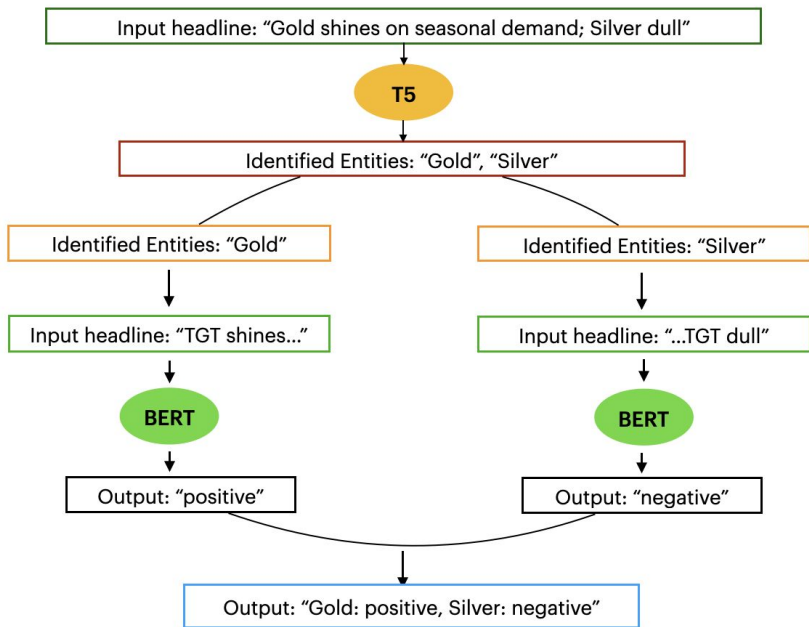 Input headline: “Gold shines on seasonal demand; Silver dull”
T5
Identified Entities: “Gold”, “Silver”
Identified Entities: “Gold”
Identified Entities: “Silver”
Input headline: “TGT shines...”
Input headline: “...TGT dull”
BERT
BERT
Output: “positive”
Output: “negative”
Output: “Gold: positive, Silver: negative”